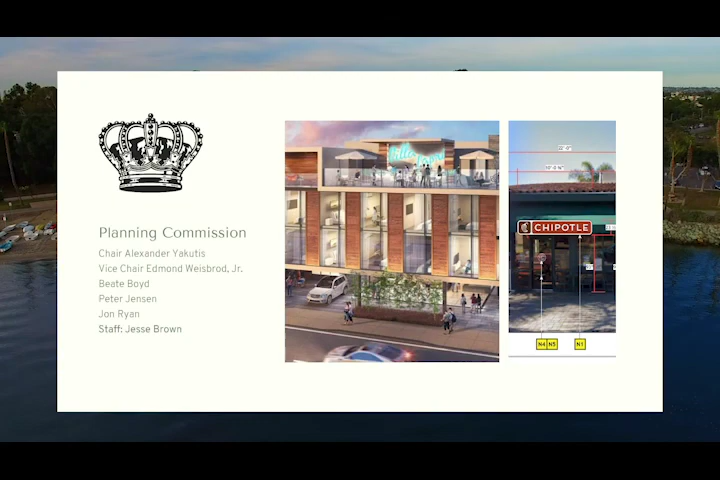 Planning Commission
Chair Alexander Yakutis
Vice Chair Edmond Weisbrod, Jr.
Beate Boyd
Peter Jensen
Jon Ryan
Staff: Jesse Brown
CHIPOTLE
N4 N5
N1